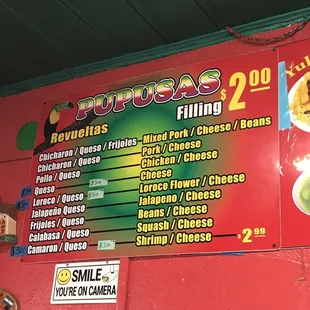 PUPUSAS
Filling $2.00
Revueltas
Chicharon / Queso / Frijoles Mixed Pork / Cheese / Beans
Chicharon / Queso Pork / Cheese
Pollo / Queso Chicken / Cheese
Queso Cheese
Loroco / Queso Loroco Flower / Cheese
Jalapeño Queso Jalapeno / Cheese
Frijoles / Queso Beans / Cheese
Calabasa / Queso Squash / Cheese
Camaron / Queso Shrimp / Cheese $2.99
Yu
SMILE
YOU'RE ON CAMERA